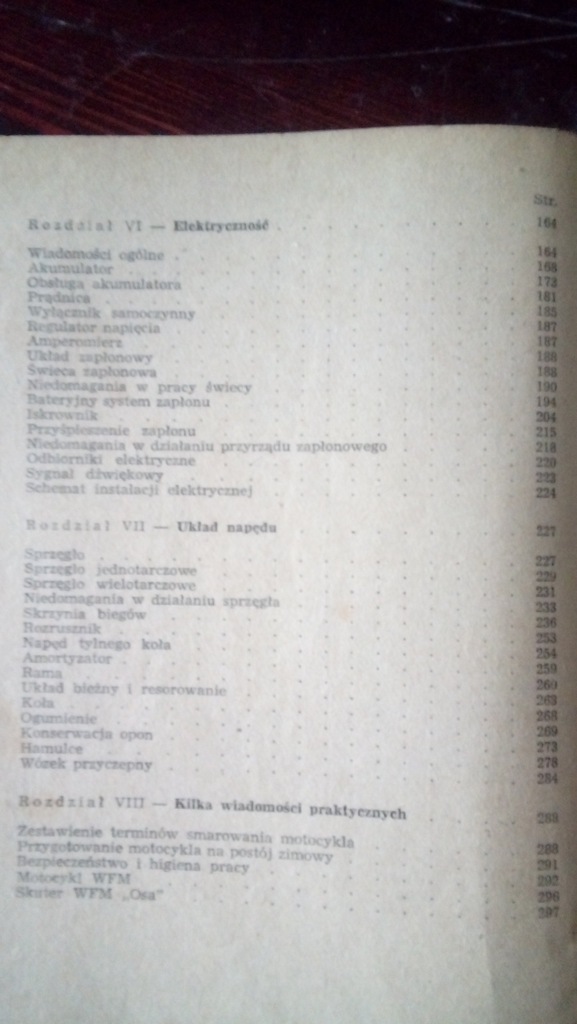 Str.
Rozdział VI — Elektryczność . . . . . . . 164
Wiadomości ogólne . . . . . . . 164
Akumulator . . . . . . . 168
Obsługa akumulatora . . . . . . . 173
Prądnica . . . . . . . 181
Wyłącznik samoczynny . . . . . . . 185
Regulator napięcia . . . . . . . 187
Amperomierz . . . . . . . 187
Układ zapłonowy . . . . . . . 188
Świeca zapłonowa . . . . . . . 188
Niedomagania w pracy świecy . . . . . . . 190
Bateryjny system zapłonu . . . . . . . 194
Iskrownik . . . . . . . 204
Przyśpieszenie zapłonu . . . . . . . 215
Niedomagania w działaniu przyrządu zapłonowego . . . . 218
Odbiorniki elektryczne . . . . . . . 220
Sygnał dźwiękowy . . . . . . . 223
Schemat instalacji elektrycznej . . . . . . . 224
Rozdział VII — Układ napędu . . . . . . . 227
Sprzęgło . . . . . . . 227
Sprzęgło jednotarczowe . . . . . . . 229
Sprzęgło wielotarczowe . . . . . . . 231
Niedomagania w działaniu sprzęgła . . . . . . . 233
Skrzynia biegów . . . . . . . 236
Rozrusznik . . . . . . . 253
Napęd tylnego koła . . . . . . . 254
Amortyzator . . . . . . . 259
Rama . . . . . . . 260
Układ bieżny i resorowanie . . . . . . . 263
Koła . . . . . . . 268
Ogumienie . . . . . . . 269
Konserwacja opon . . . . . . . 273
Hamulce . . . . . . . 278
Wózek przyczepny . . . . . . . 284
Rozdział VIII — Kilka wiadomości praktycznych . . . . 288
Zestawienie terminów smarowania motocykla . . . . 288
Przygotowanie motocykla na postój zimowy . . . . 291
Bezpieczeństwo i higiena pracy . . . . . . . 292
Motocykl WFM . . . . . . . 296
Skuter WFM „Osa” . . . . . . . 297